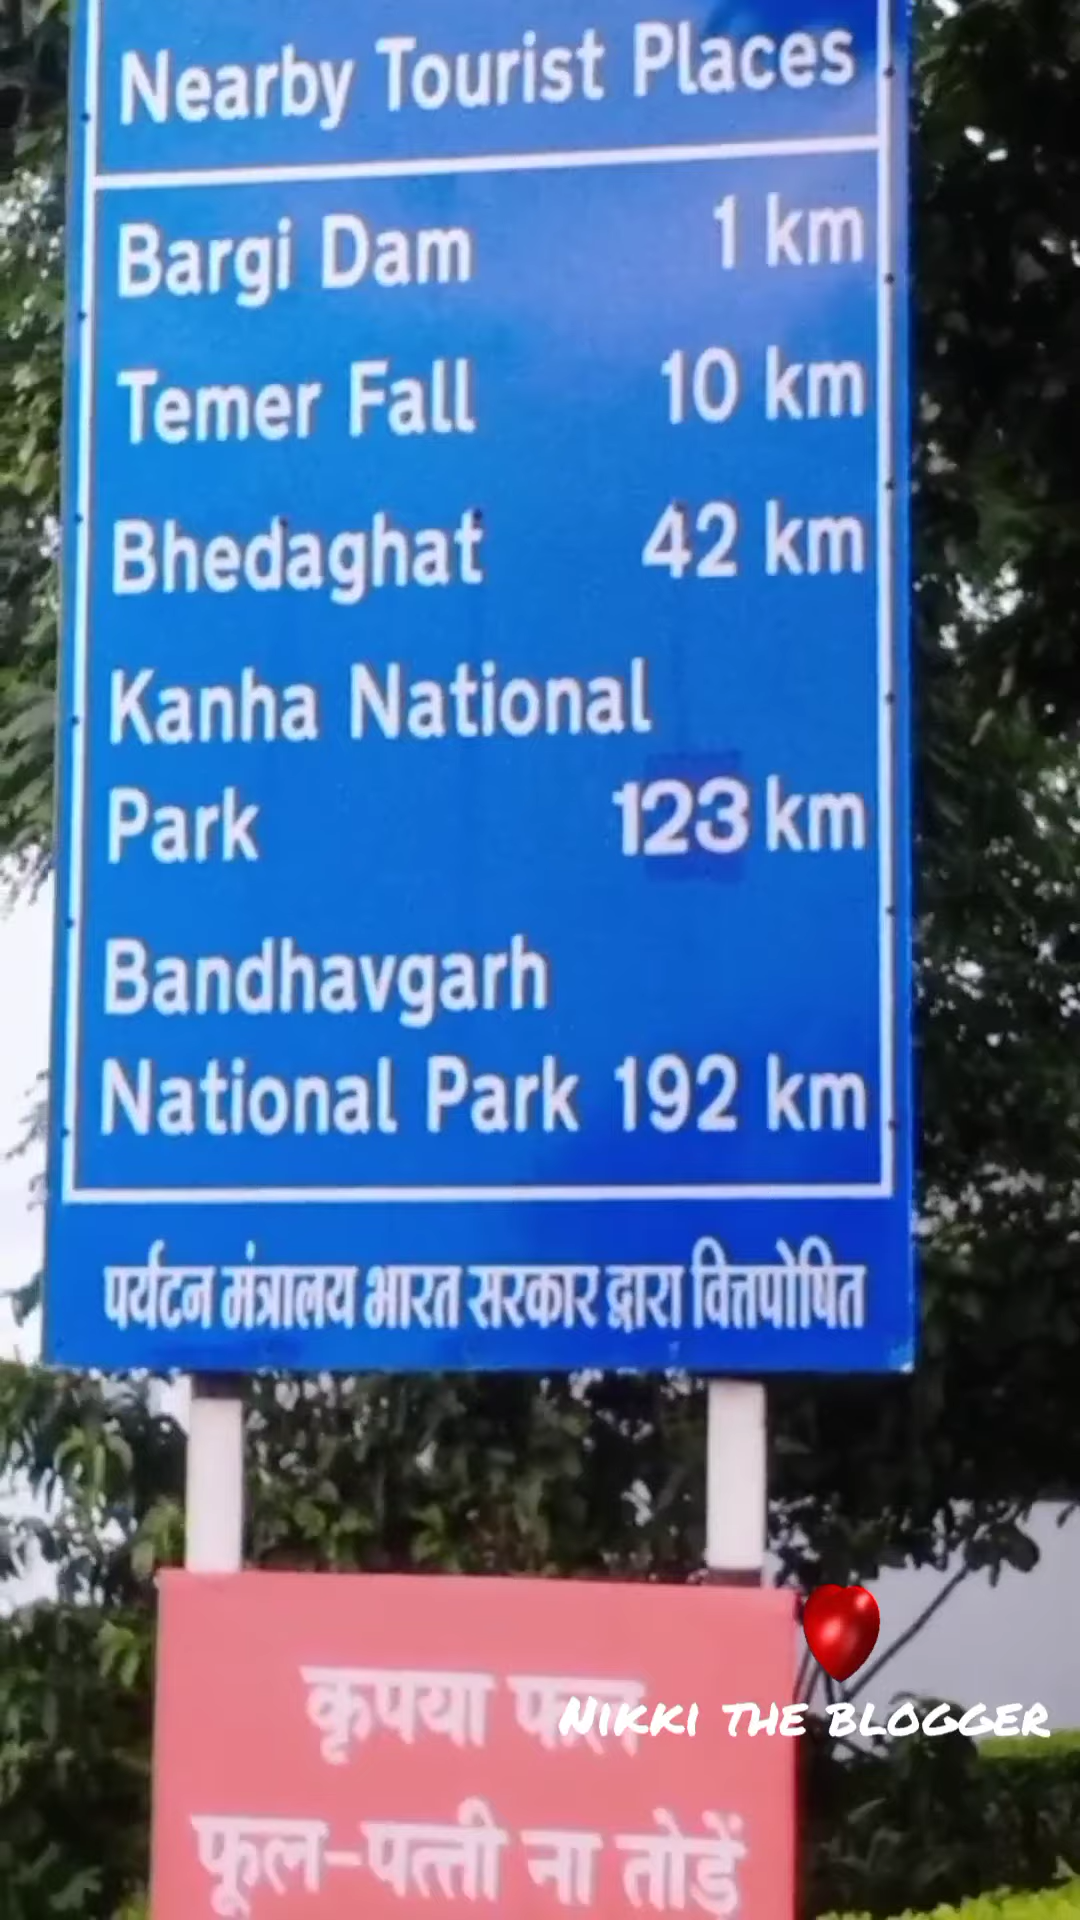 Nearby Tourist Places
Bargi Dam 1 km
Temer Fall 10 km
Bhedaghat 42 km
Kanha National
Park 123 km
Bandhavgarh
National Park 192 km
पर्यटन मंत्रालय भारत सरकार द्वारा वित्तपोषित
कृपया फल
NIKKI THE BLOGGER
फूल-पत्ती ना तोड़ें